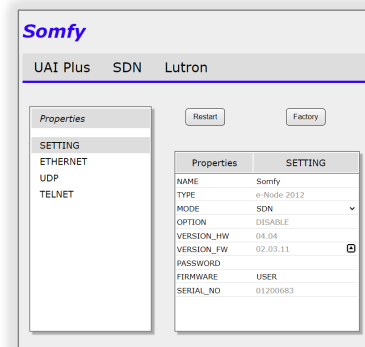 Somfy
UAI Plus SDN Lutron
Properties
SETTING
ETHERNET
UDP
TELNET
Restart Factory
Properties SETTING
NAME Somfy
TYPE e-Node 2012
MODE SDN
OPTION DISABLE
VERSION_HW 04.04
VERSION_FW 02.03.11
PASSWORD
FIRMWARE USER
SERIAL_NO 01200683